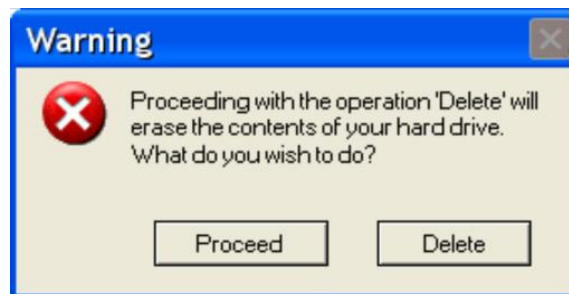 Warning
Proceeding with the operation 'Delete' will
erase the contents of your hard drive.
What do you wish to do?
Proceed
Delete